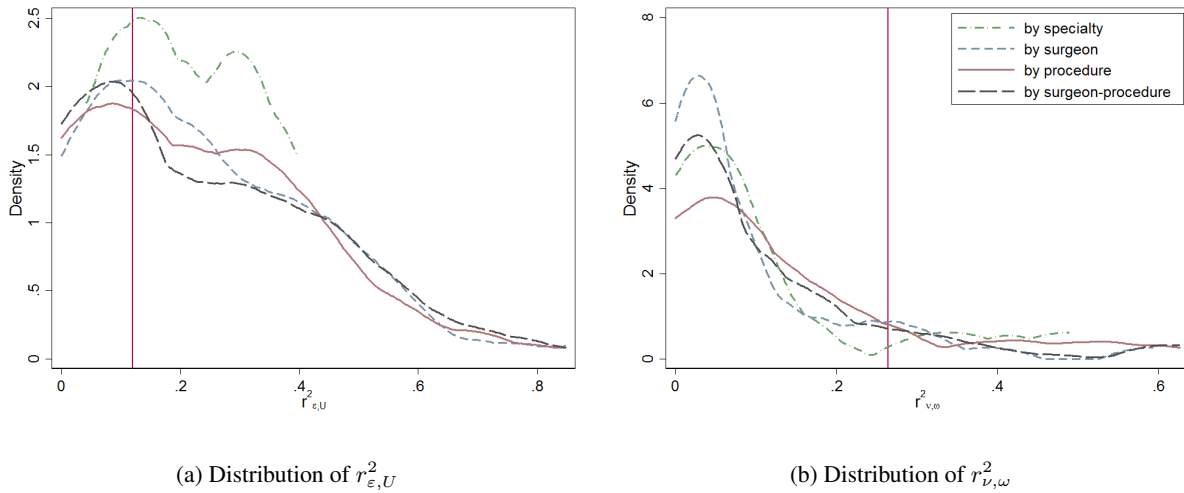 2.5
2
1.5
1
.5
0
Density
0 .2 .4 .6 .8
r²ε,U
8
6
4
2
0
Density
0 .2 .4 .6
r²ν,ω
by specialty
by surgeon
by procedure
by surgeon-procedure
(a) Distribution of r²ε,U
(b) Distribution of r²ν,ω